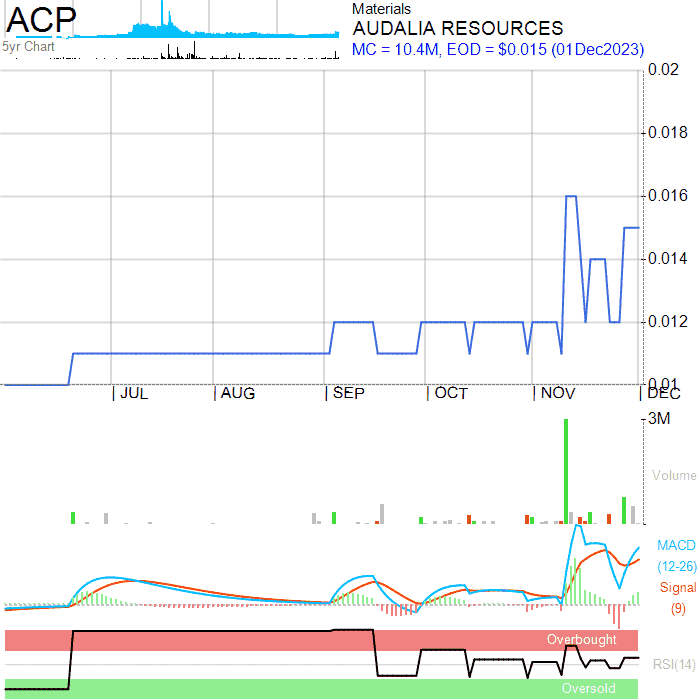 ACP
5yr Chart
Materials
AUDALIA RESOURCES
MC = 10.4M, EOD = $0.015 (01Dec2023)
0.02
0.018
0.016
0.014
0.012
0.01
JUL AUG SEP OCT NOV DEC
3M
Volume
MACD
(12-26)
Signal
(9)
Overbought
RSI(14)
Oversold